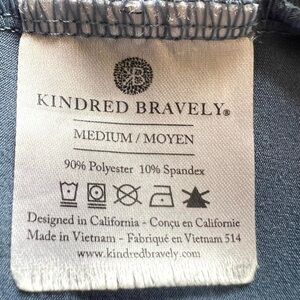 B
KINDRED BRAVELY®
MEDIUM / MOYEN
90% Polyester 10% Spandex
Designed in California - Conçu en Californie
Made in Vietnam - Fabriqué en Vietnam 514
www.kindredbravely.com